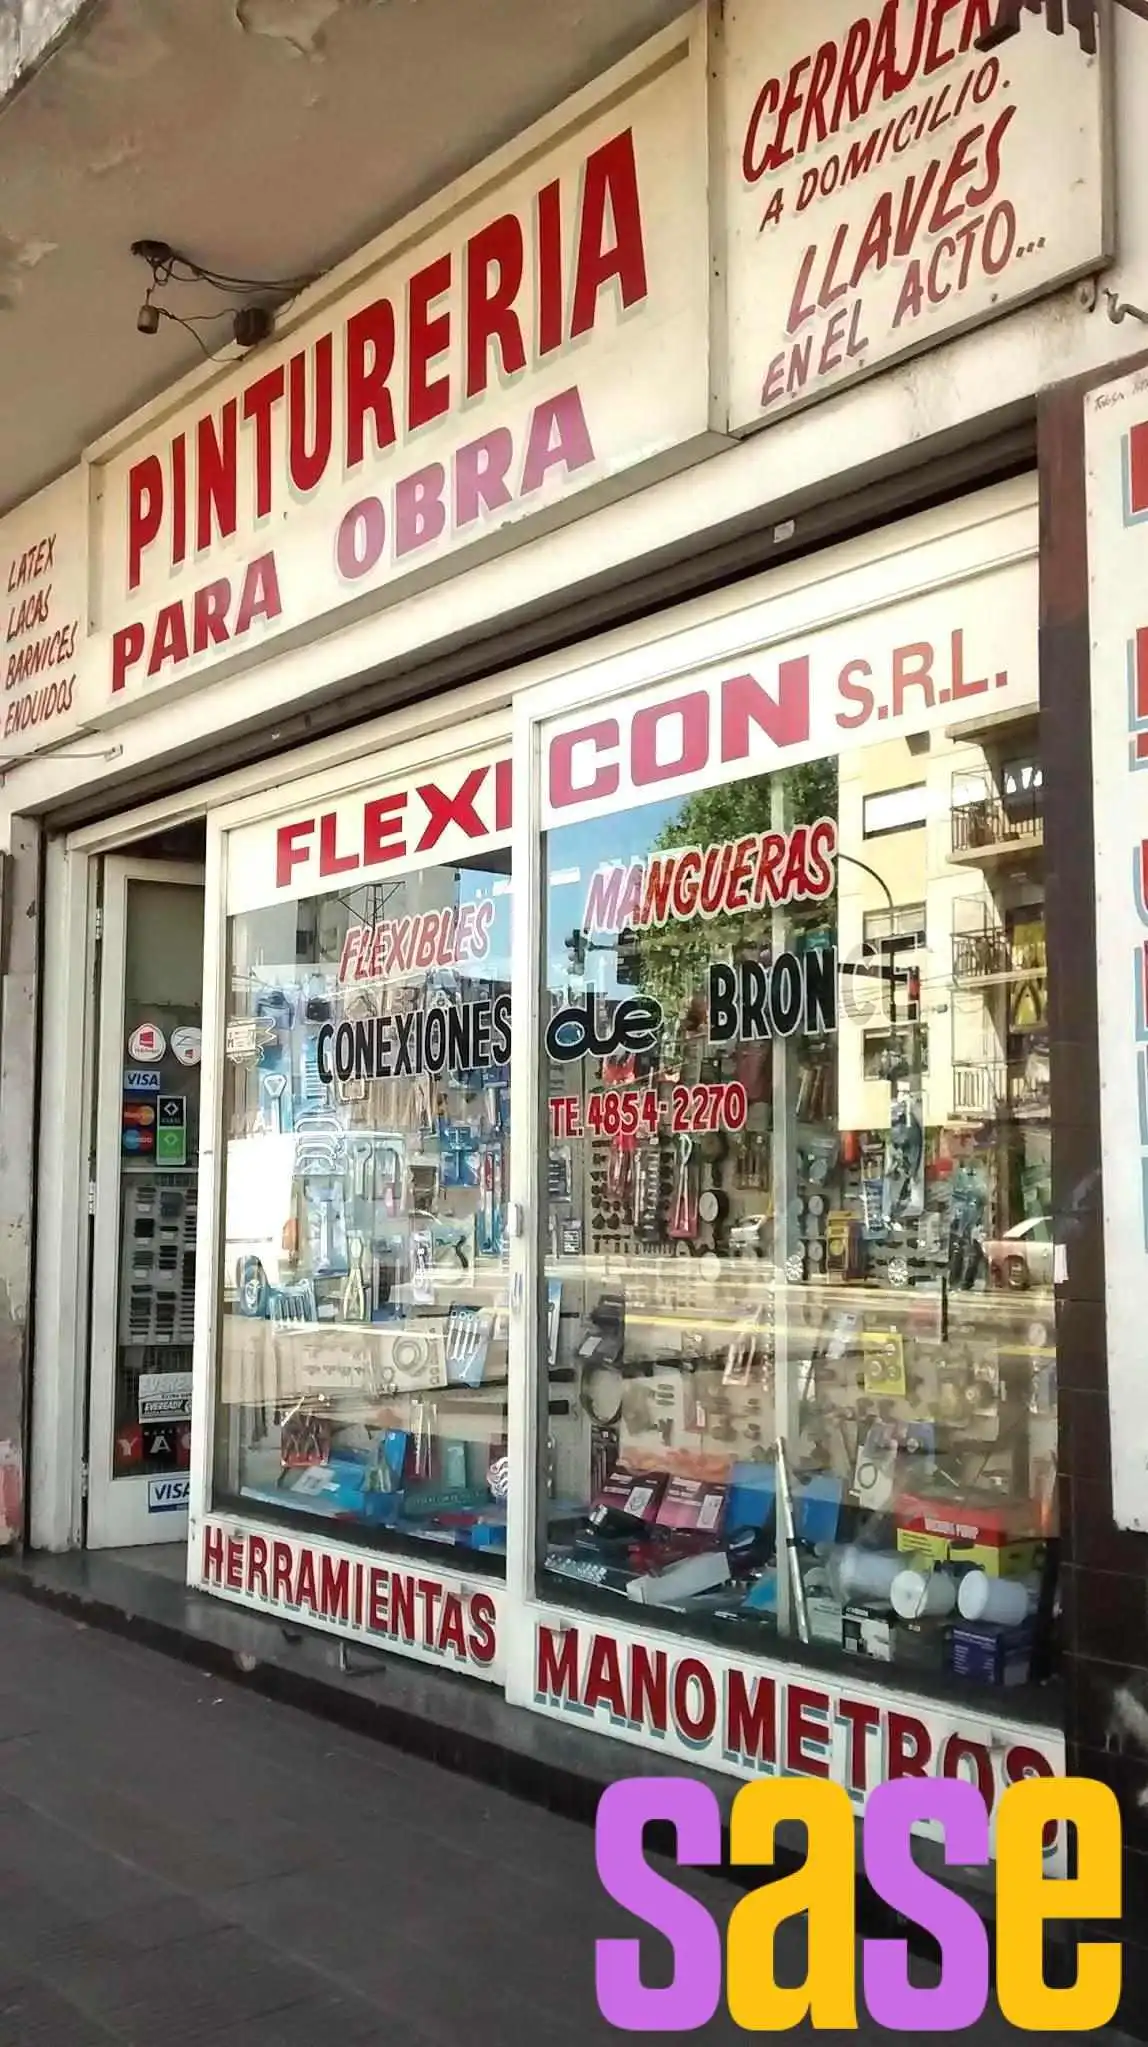 CERRAJERIA
A DOMICILIO.
LLAVES
EN EL ACTO...
PINTURERIA
PARA OBRA
LATEX
LACAS
BARNICES
ENDUIDOS
FLEXICON S.R.L.
FLEXIBLES
MANGUERAS
CONEXIONES de BRONCE
TE. 4854-2270
VISA
EVEREADY
VISA
HERRAMIENTAS
MANOMETROS
sase